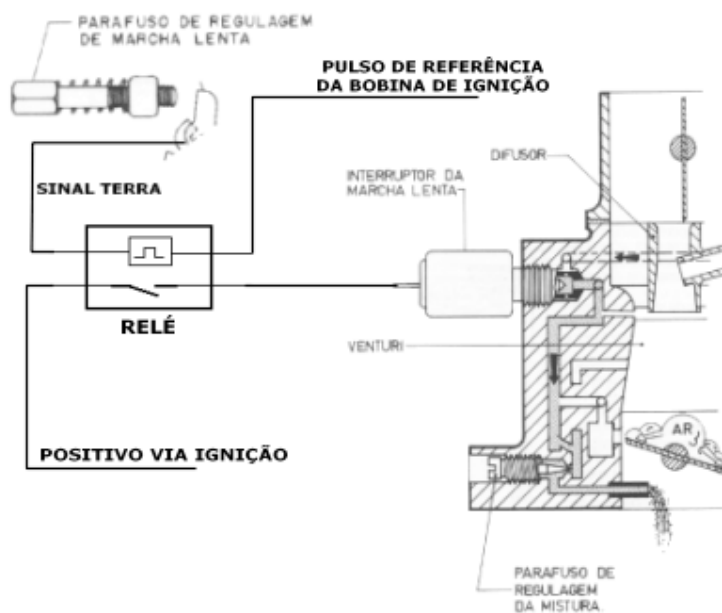 PARAFUSO DE REGULAGEM
DE MARCHA LENTA
PULSO DE REFERÊNCIA
DA BOBINA DE IGNIÇÃO
DIFUSOR
INTERRUPTOR DA
MARCHA LENTA
SINAL TERRA
RELÉ
VENTURI
AR
POSITIVO VIA IGNIÇÃO
PARAFUSO DE
REGULAGEM
DA MISTURA